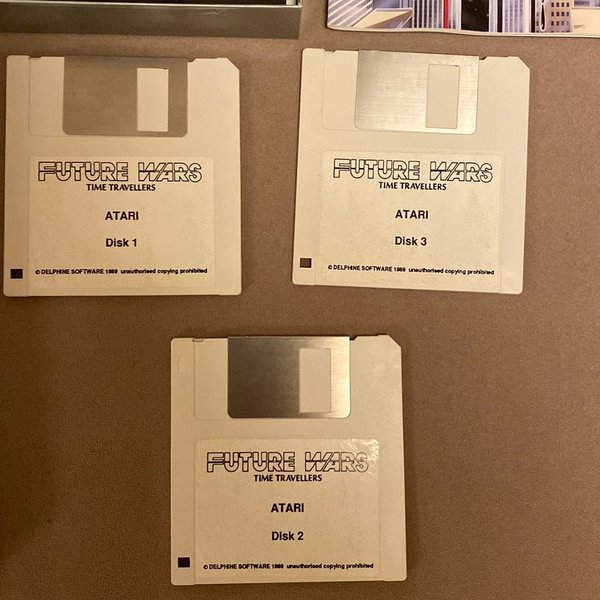 FUTURE WARS
TIME TRAVELLERS
ATARI
Disk 1
© DELPHINE SOFTWARE 1989 unauthorised copying prohibited
FUTURE WARS
TIME TRAVELLERS
ATARI
Disk 3
© DELPHINE SOFTWARE 1989 unauthorised copying prohibited
FUTURE WARS
TIME TRAVELLERS
ATARI
Disk 2
© DELPHINE SOFTWARE 1989 unauthorised copying prohibited